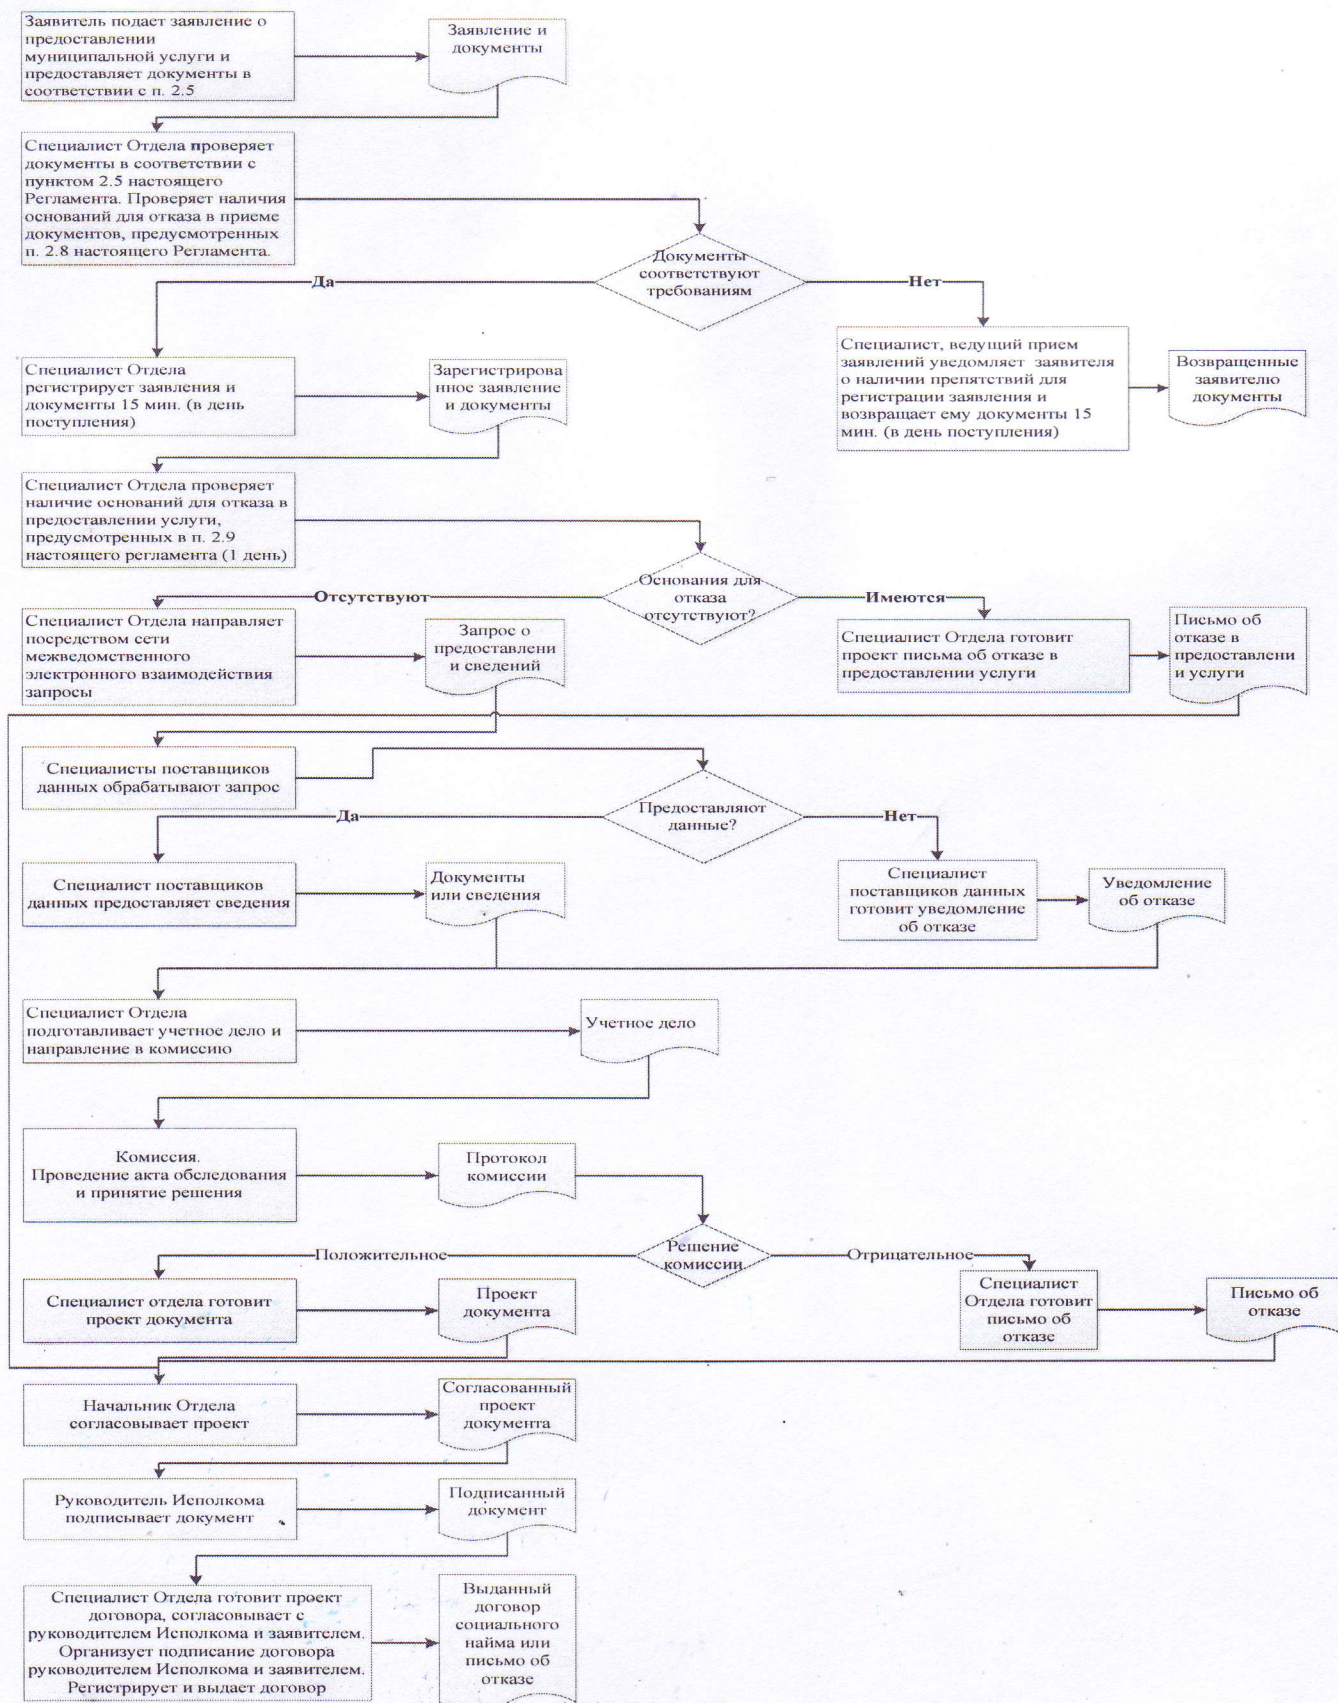 Заявитель подает заявление о
предоставлении
муниципальной услуги и
предоставляет документы в
соответствии с п. 2.5
Заявление и
документы
Специалист Отдела проверяет
документы в соответствии с
пунктом 2.5 настоящего
Регламента. Проверяет наличия
оснований для отказа в приеме
документов, предусмотренных
п. 2.8 настоящего Регламента.
Документы
соответствуют
требованиям
Да
Нет
Специалист Отдела
регистрирует заявления и
документы 15 мин. (в день
поступления)
Зарегистрирова
нное заявление
и документы
Специалист, ведущий прием
заявлений уведомляет заявителя
о наличии препятствий для
регистрации заявления и
возвращает ему документы 15
мин. (в день поступления)
Возвращенные
заявителю
документы
Специалист Отдела проверяет
наличие оснований для отказа в
предоставлении услуги,
предусмотренных в п. 2.9
настоящего регламента (1 день)
Основания для
отказа
отсутствуют?
Отсутствуют
Имеются
Специалист Отдела направляет
посредством сети
межведомственного
электронного взаимодействия
запросы
Запрос о
предоставлени
и сведений
Специалист Отдела готовит
проект письма об отказе в
предоставлении услуги
Письмо об
отказе в
предоставлени
и услуги
Специалисты поставщиков
данных обрабатывают запрос
Предоставляют
данные?
Да
Нет
Специалист поставщиков
данных предоставляет сведения
Документы
или сведения
Специалист
поставщиков данных
готовит уведомление
об отказе
Уведомление
об отказе
Специалист Отдела
подготавливает учетное дело и
направление в комиссию
Учетное дело
Комиссия.
Проведение акта обследования
и принятие решения
Протокол
комиссии
Решение
комиссии
Положительное
Отрицательное
Специалист отдела готовит
проект документа
Проект
документа
Специалист
Отдела готовит
письмо об
отказе
Письмо об
отказе
Начальник Отдела
согласовывает проект
Согласованный
проект
документа
Руководитель Исполкома
подписывает документ
Подписанный
документ
Специалист Отдела готовит проект
договора, согласовывает с
руководителем Исполкома и заявителем.
Организует подписание договора
руководителем Исполкома и заявителем.
Регистрирует и выдает договор
Выданный
договор
социального
найма или
письмо об
отказе